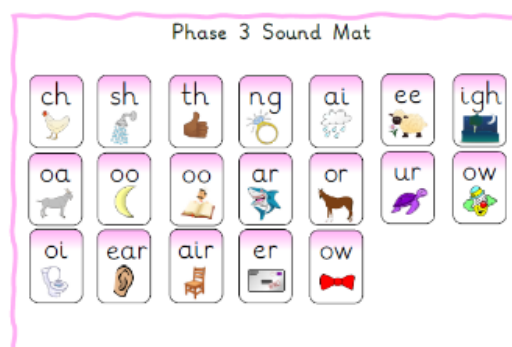 Phase 3 Sound Mat
ch sh th ng ai ee igh
oa oo oo ar or ur ow
oi ear air er ow